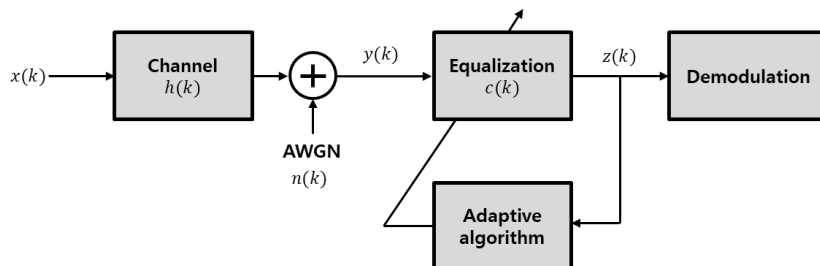 x(k)
Channel
h(k)
AWGN
n(k)
y(k)
Equalization
c(k)
z(k)
Demodulation
Adaptive
algorithm